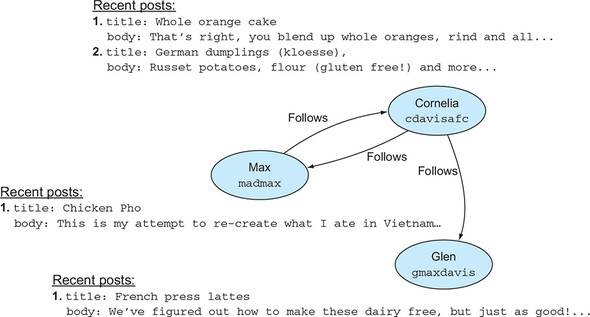 Recent posts:
1. title: Whole orange cake
body: That's right, you blend up whole oranges, rind and all...
2. title: German dumplings (kloesse),
body: Russet potatoes, flour (gluten free!) and more...
Cornelia
cdavisafc
Follows
Follows
Follows
Max
madmax
Recent posts:
1. title: Chicken Pho
body: This is my attempt to re-create what I ate in Vietnam…
Glen
gmaxdavis
Recent posts:
1. title: French press lattes
body: We've figured out how to make these dairy free, but just as good!...